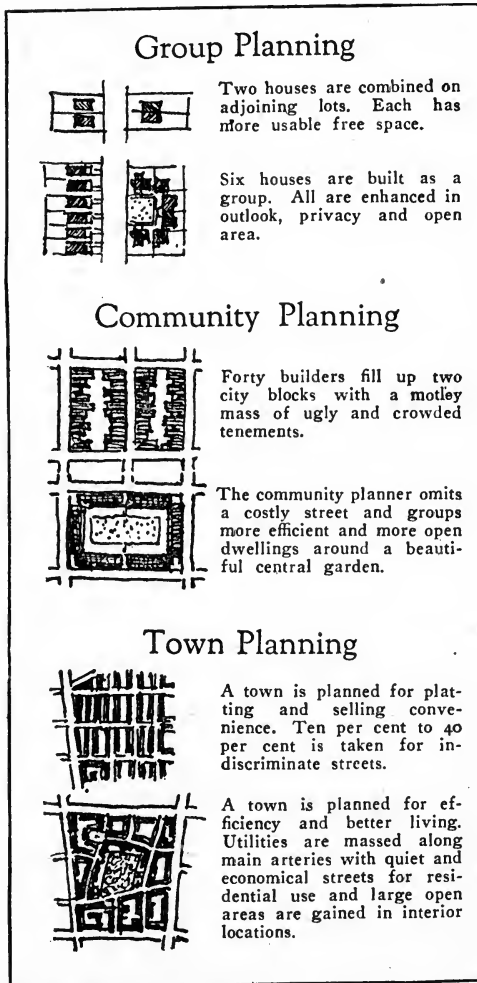 Group Planning
Two houses are combined on
adjoining lots. Each has
more usable free space.
Six houses are built as a
group. All are enhanced in
outlook, privacy and open
area.
Community Planning
Forty builders fill up two
city blocks with a motley
mass of ugly and crowded
tenements.
The community planner omits
a costly street and groups
more efficient and more open
dwellings around a beauti-
ful central garden.
Town Planning
A town is planned for plat-
ting and selling conve-
nience. Ten per cent to 40
per cent is taken for in-
discriminate streets.
A town is planned for ef-
ficiency and better living.
Utilities are massed along
main arteries with quiet and
economical streets for resi-
dential use and large open
areas are gained in interior
locations.